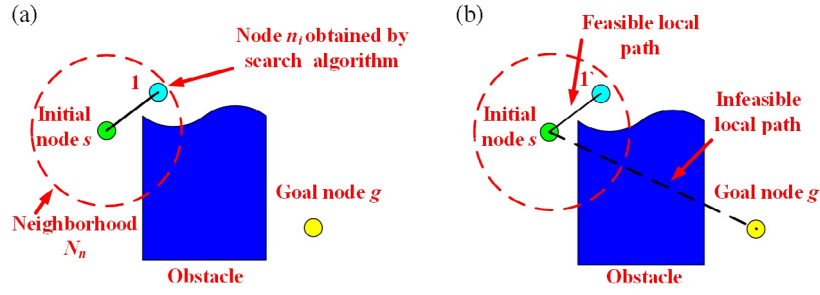 (a)
Node ni obtained by
search algorithm
1
Initial
node s
Goal node g
Neighborhood
Nn
Obstacle
(b)
Feasible local
path
1`
Infeasible
local path
Initial
node s
Goal node g
Obstacle